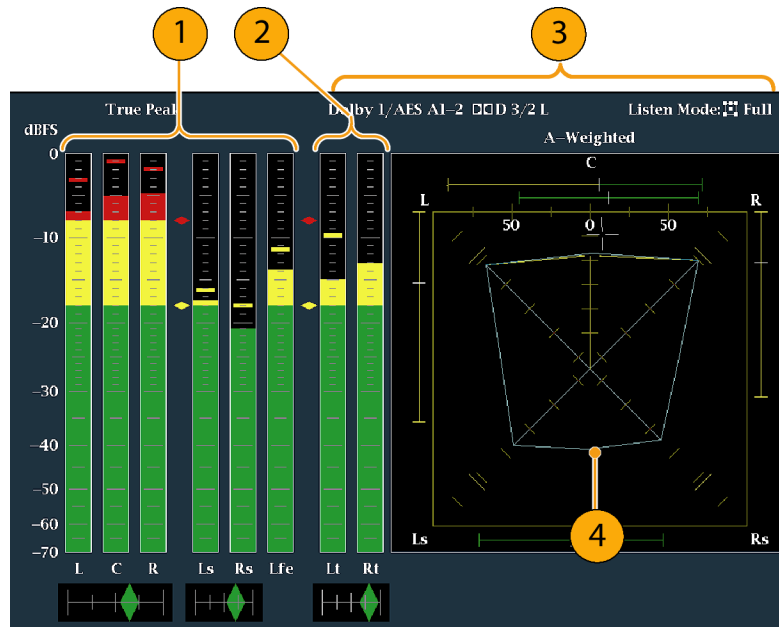 1
2
3
True Peak
Dolby 1/AES A1-2 D 3/2 L
Listen Mode: Full
dBFS
A-Weighted
C
L
R
50
0
50
0
-10
-20
-30
-40
-50
-60
-70
4
Ls
Rs
L
C
R
Ls
Rs
Lfe
Lt
Rt